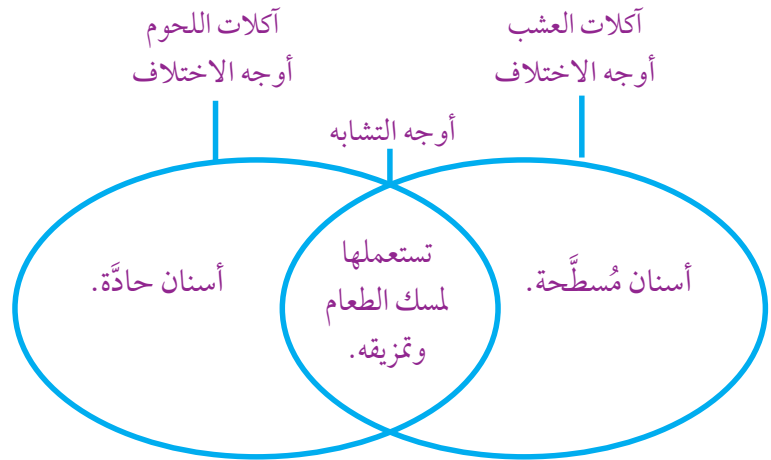 آكلات العشب
أوجه الاختلاف
آكلات اللحوم
أوجه الاختلاف
أوجه التشابه
أسنان مُسطَّحة.
تستعملها
لمسك الطعام
وتمزيقه.
أسنان حادَّة.